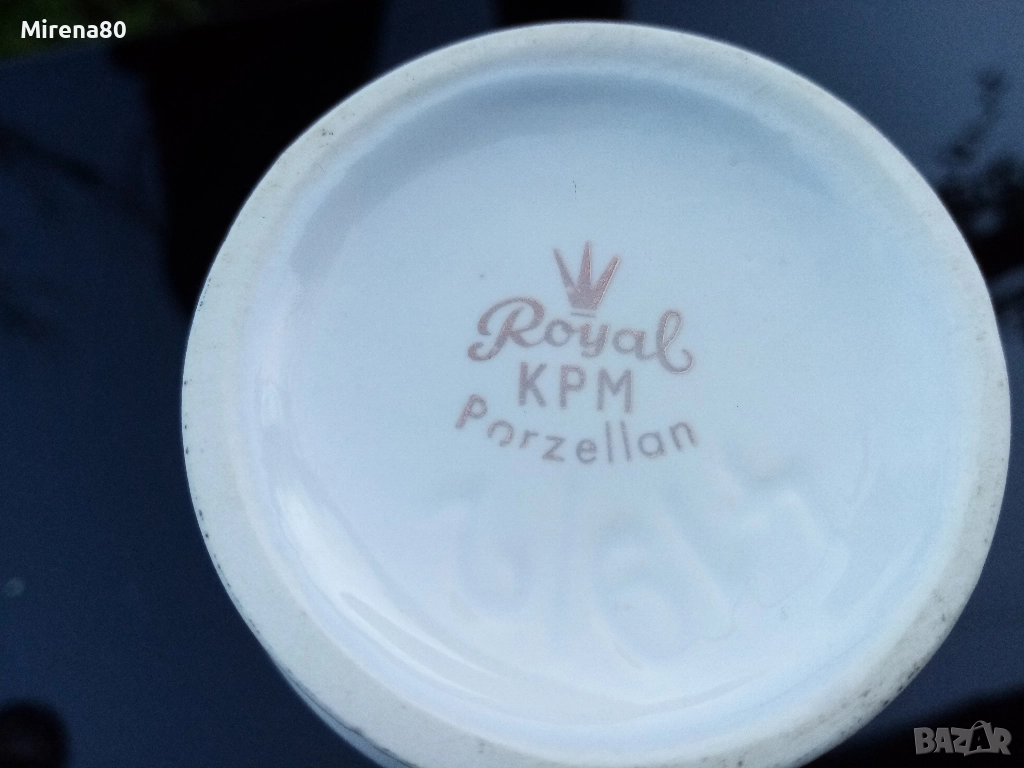 Mirena80
Royal
KPM
Porzellan
BAZAR